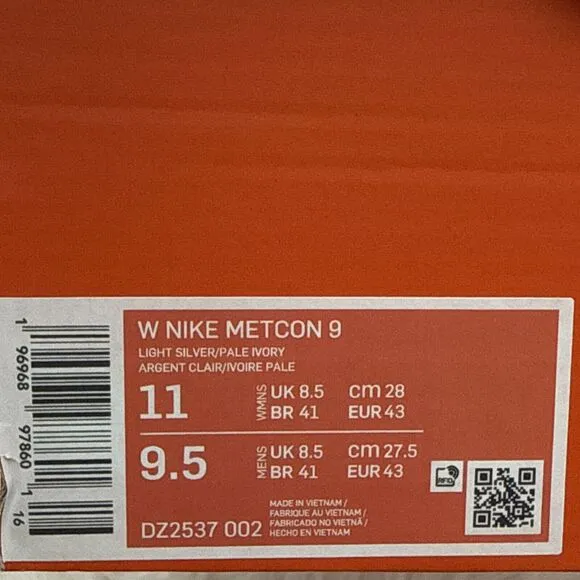 W NIKE METCON 9
LIGHT SILVER/PALE IVORY
ARGENT CLAIR/IVOIRE PALE
11 WMNS UK 8.5 CM 28
BR 41 EUR 43
9.5 MENS UK 8.5 CM 27.5
BR 41 EUR 43
RFID
DZ2537 002
MADE IN VIETNAM /
FABRIQUE AU VIETNAM /
FABRICADO NO VIETNÃ /
HECHO EN VIETNAM
1 96968 97860 1 16